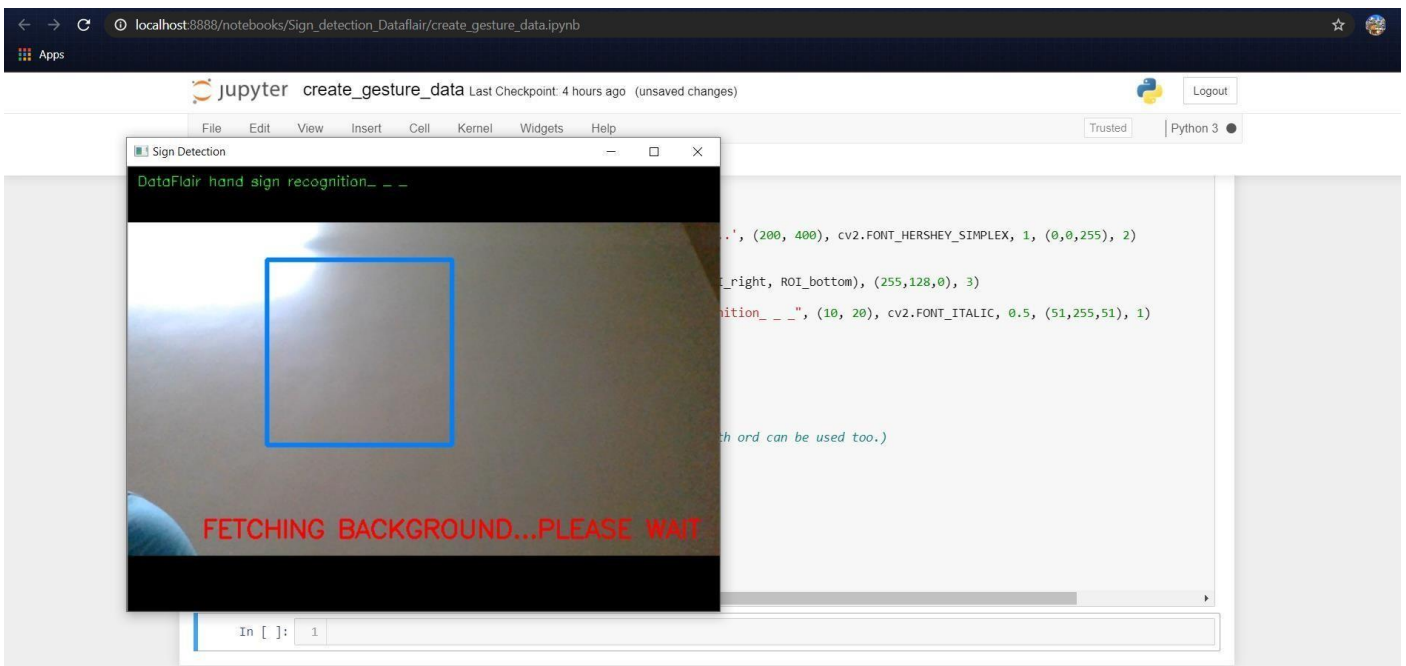 localhost:8888/notebooks/Sign_detection_Dataflair/create_gesture_data.ipynb
Apps
jupyter create_gesture_data Last Checkpoint: 4 hours ago (unsaved changes)
Logout
File Edit View Insert Cell Kernel Widgets Help
Trusted
Python 3
Sign Detection
DataFlair hand sign recognition_ _ _
..', (200, 400), cv2.FONT_HERSHEY_SIMPLEX, 1, (0,0,255), 2)
I_right, ROI_bottom), (255,128,0), 3)
nition_ _ _", (10, 20), cv2.FONT_ITALIC, 0.5, (51,255,51), 1)
th ord can be used too.)
FETCHING BACKGROUND...PLEASE WAIT
In [ ]: 1